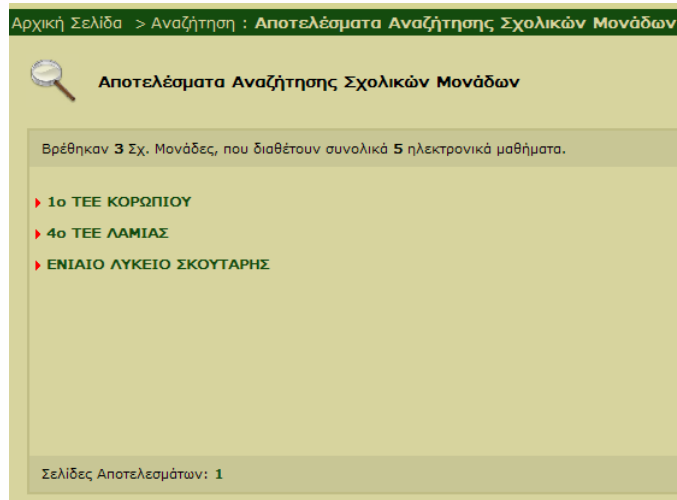 Αρχική Σελίδα > Αναζήτηση : Αποτελέσματα Αναζήτησης Σχολικών Μονάδων
Αποτελέσματα Αναζήτησης Σχολικών Μονάδων
Βρέθηκαν 3 Σχ. Μονάδες, που διαθέτουν συνολικά 5 ηλεκτρονικά μαθήματα.
1ο ΤΕΕ ΚΟΡΩΠΙΟΥ
4ο ΤΕΕ ΛΑΜΙΑΣ
ΕΝΙΑΙΟ ΛΥΚΕΙΟ ΣΚΟΥΤΑΡΗΣ
Σελίδες Αποτελεσμάτων: 1